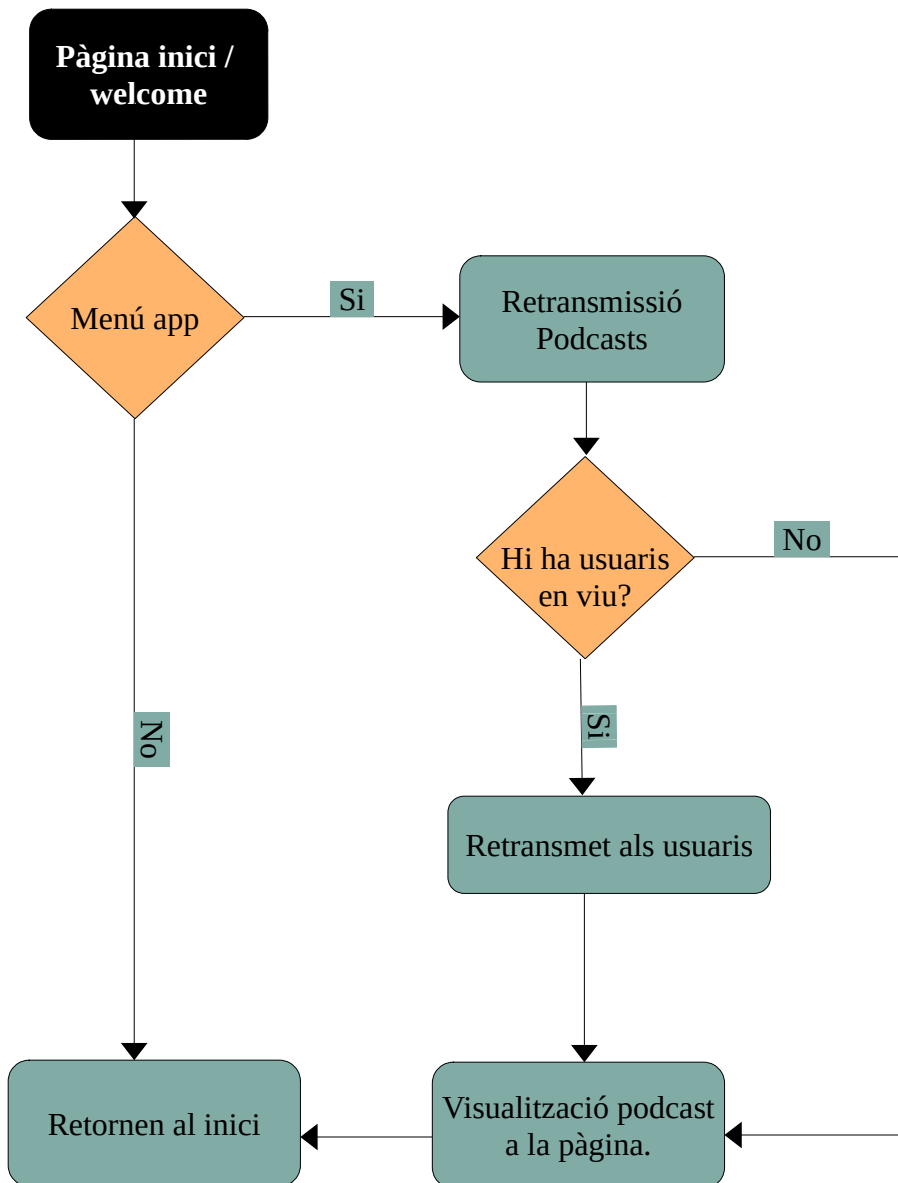 Pàgina inici /
welcome
Menú app
Si
Retransmissió
Podcasts
Hi ha usuaris
en viu?
No
Si
No
Retransmet als usuaris
Visualització podcast
a la pàgina.
Retornen al inici